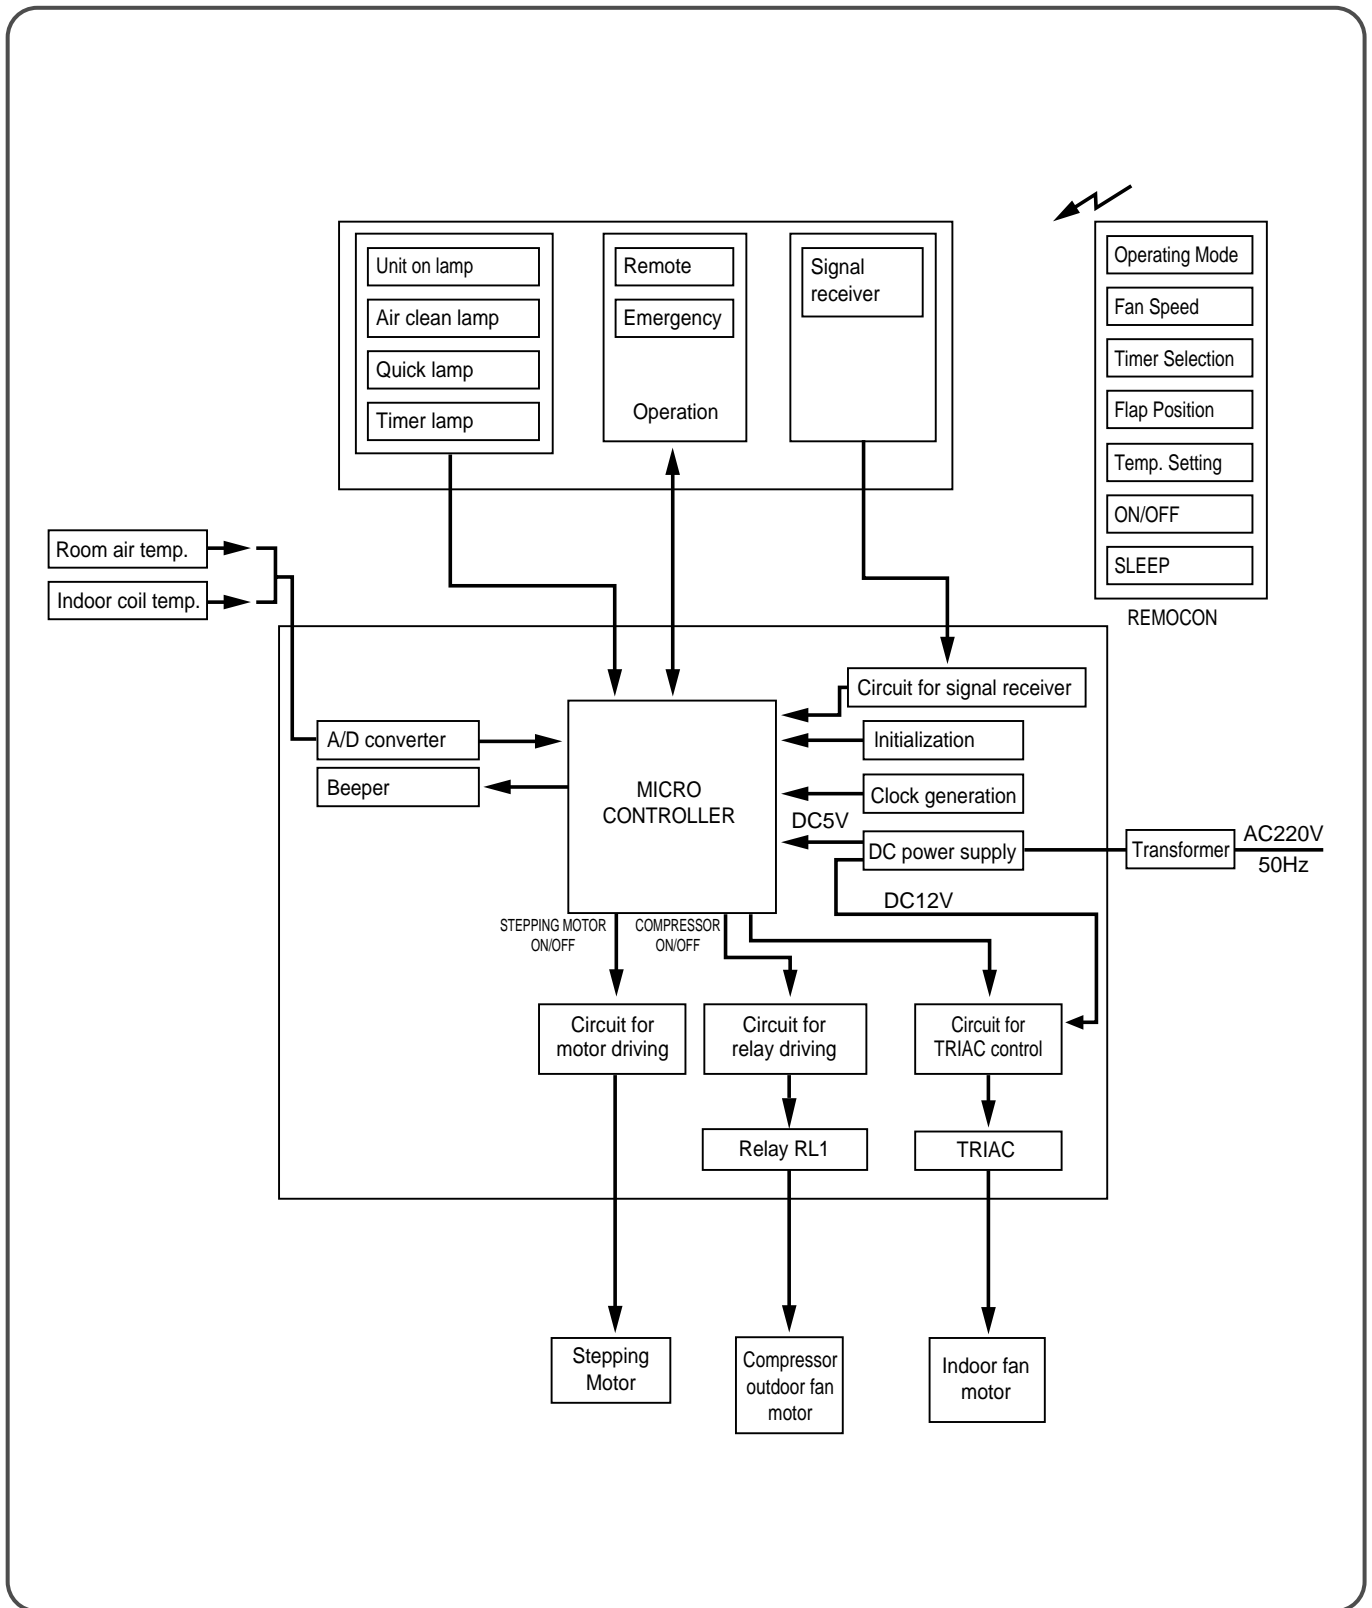 Unit on lamp
Air clean lamp
Quick lamp
Timer lamp
Remote
Emergency
Operation
Signal
receiver
Operating Mode
Fan Speed
Timer Selection
Flap Position
Temp. Setting
ON/OFF
SLEEP
REMOCON
Room air temp.
Indoor coil temp.
A/D converter
Beeper
MICRO
CONTROLLER
Circuit for signal receiver
Initialization
Clock generation
DC5V
DC power supply
DC12V
Transformer
AC220V
50Hz
STEPPING MOTOR
ON/OFF
COMPRESSOR
ON/OFF
Circuit for
motor driving
Circuit for
relay driving
Circuit for
TRIAC control
Relay RL1
TRIAC
Stepping
Motor
Compressor
outdoor fan
motor
Indoor fan
motor